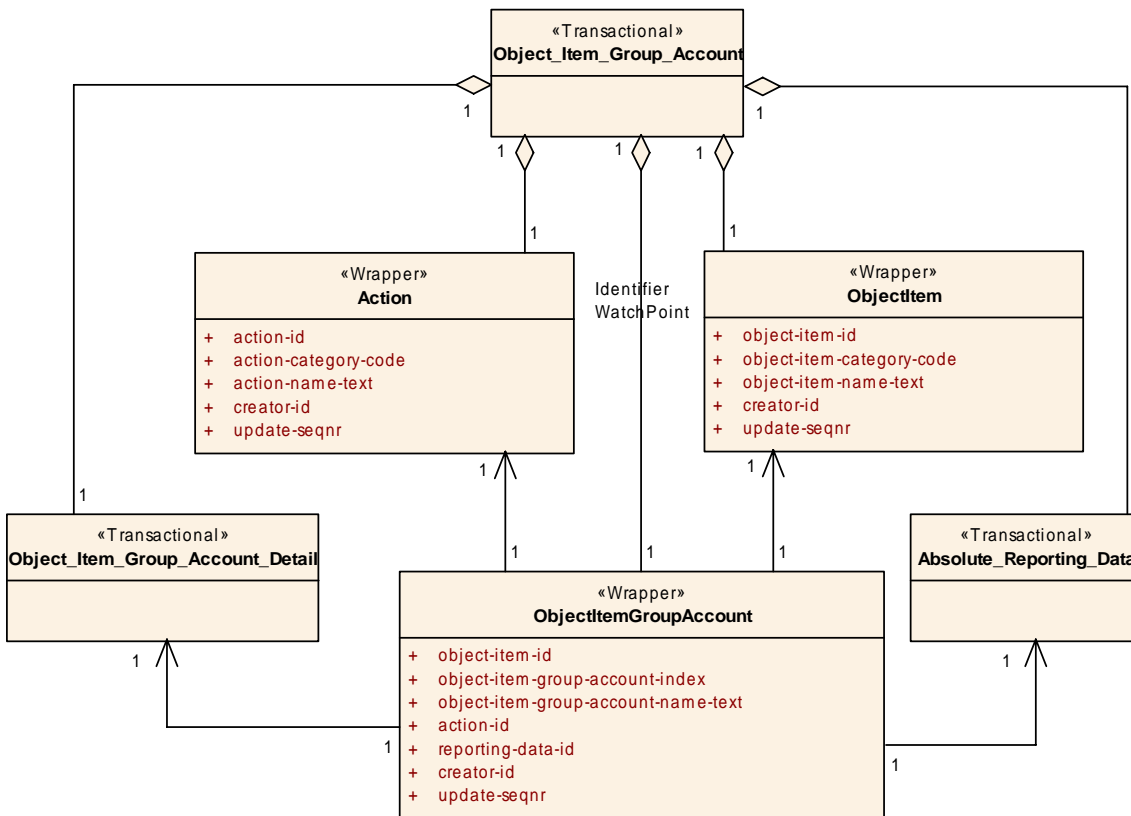 «Transactional»
Object_Item_Group_Account
1
1
1
1
1
1
1
«Wrapper»
Action
+ action-id
+ action-category-code
+ action-name-text
+ creator-id
+ update-seqnr
Identifier
WatchPoint
«Wrapper»
ObjectItem
+ object-item-id
+ object-item-category-code
+ object-item-name-text
+ creator-id
+ update-seqnr
1
1
1
«Transactional»
Object_Item_Group_Account_Detail
«Transactional»
Absolute_Reporting_Data
1
1
1
«Wrapper»
ObjectItemGroupAccount
+ object-item-id
+ object-item-group-account-index
+ object-item-group-account-name-text
+ action-id
+ reporting-data-id
+ creator-id
+ update-seqnr
1
1
1
1